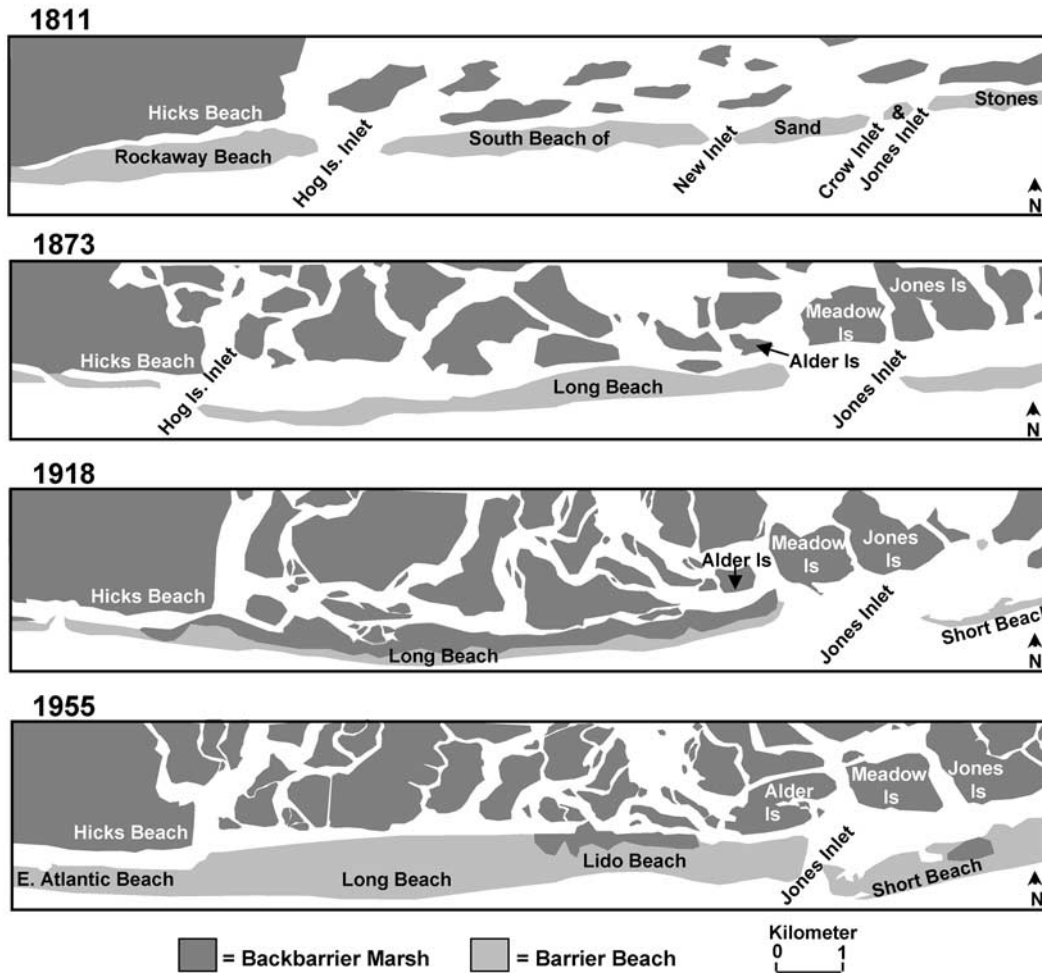 1811
Hicks Beach
Rockaway Beach
Hog Is. Inlet
South Beach of
New Inlet
Sand
Crow Inlet
&
Jones Inlet
Stones
N
1873
Hicks Beach
Hog Is. Inlet
Long Beach
Alder Is
Meadow
Is
Jones Is
Jones Inlet
N
1918
Hicks Beach
Long Beach
Alder Is
Meadow
Is
Jones
Is
Jones Inlet
Short Beach
N
1955
Hicks Beach
E. Atlantic Beach
Long Beach
Lido Beach
Alder
Is
Meadow
Is
Jones
Is
Jones Inlet
Short Beach
N
= Backbarrier Marsh
= Barrier Beach
Kilometer
0 1